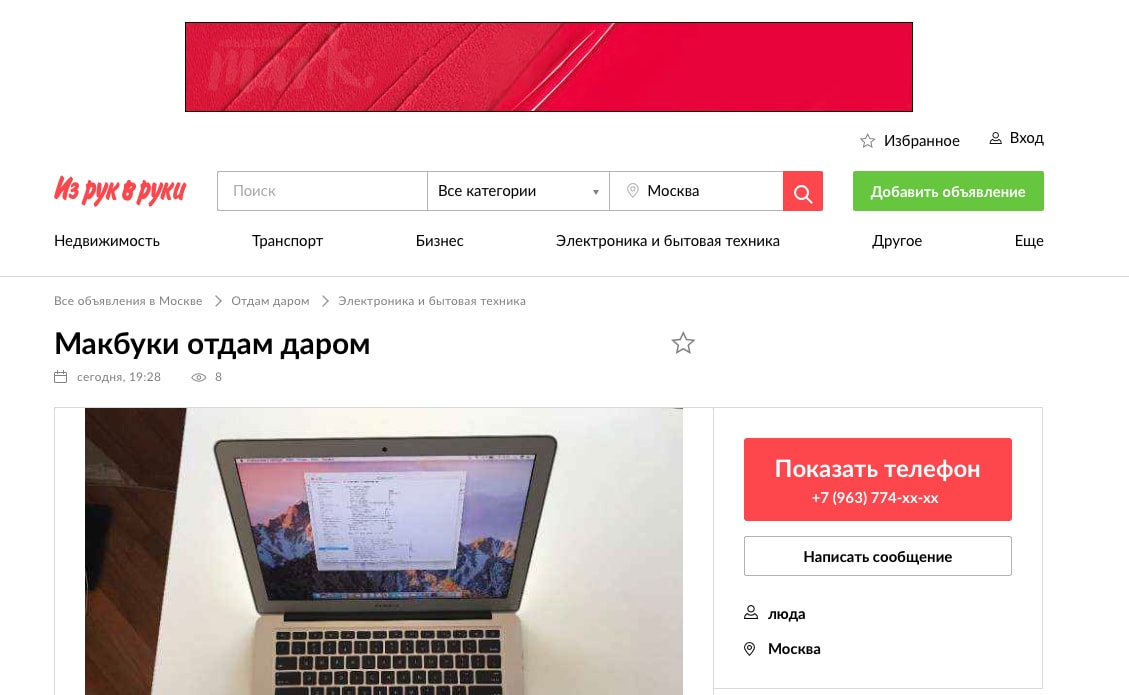 Mark.
Избранное
Вход
Из рук в руки
Поиск
Все категории
Москва
Добавить объявление
Недвижимость
Транспорт
Бизнес
Электроника и бытовая техника
Другое
Еще
Все объявления в Москве
Отдам даром
Электроника и бытовая техника
Макбуки отдам даром
сегодня, 19:28
8
Показать телефон
+7 (963) 774-xx-xx
Написать сообщение
люда
Москва